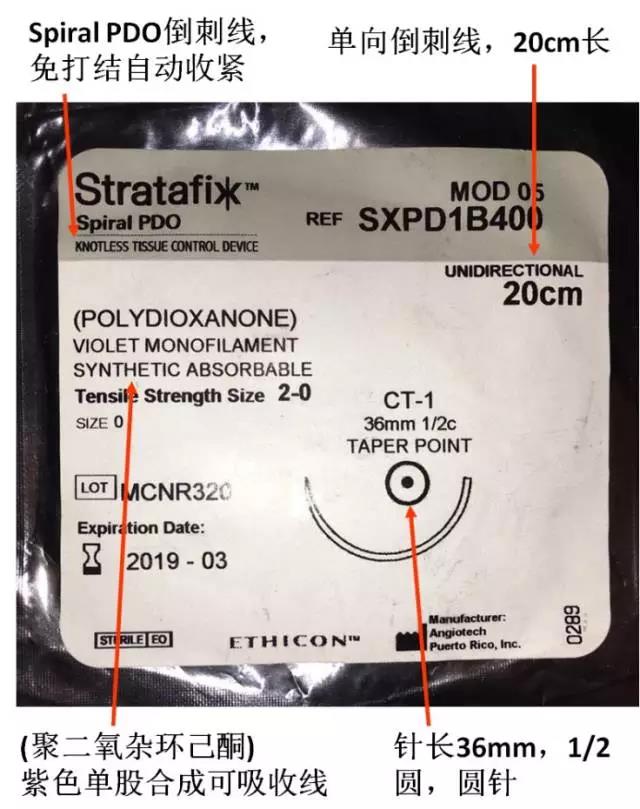 Spiral PDO倒刺线，
免打结自动收紧
单向倒刺线，20cm长
Stratafix™
Spiral PDO
KNOTLESS TISSUE CONTROL DEVICE
MOD 05
REF SXPD1B400
UNIDIRECTIONAL
20cm
(POLYDIOXANONE)
VIOLET MONOFILAMENT
SYNTHETIC ABSORBABLE
Tensile Strength Size 2-0
SIZE 0
CT-1
36mm 1/2c
TAPER POINT
LOT MCNR320
Expiration Date:
2019 - 03
STERILE EO
ETHICON™
Manufacturer:
Angiotech
Puerto Rico, Inc.
0289
(聚二氧杂环己酮)
紫色单股合成可吸收线
针长36mm，1/2
圆，圆针